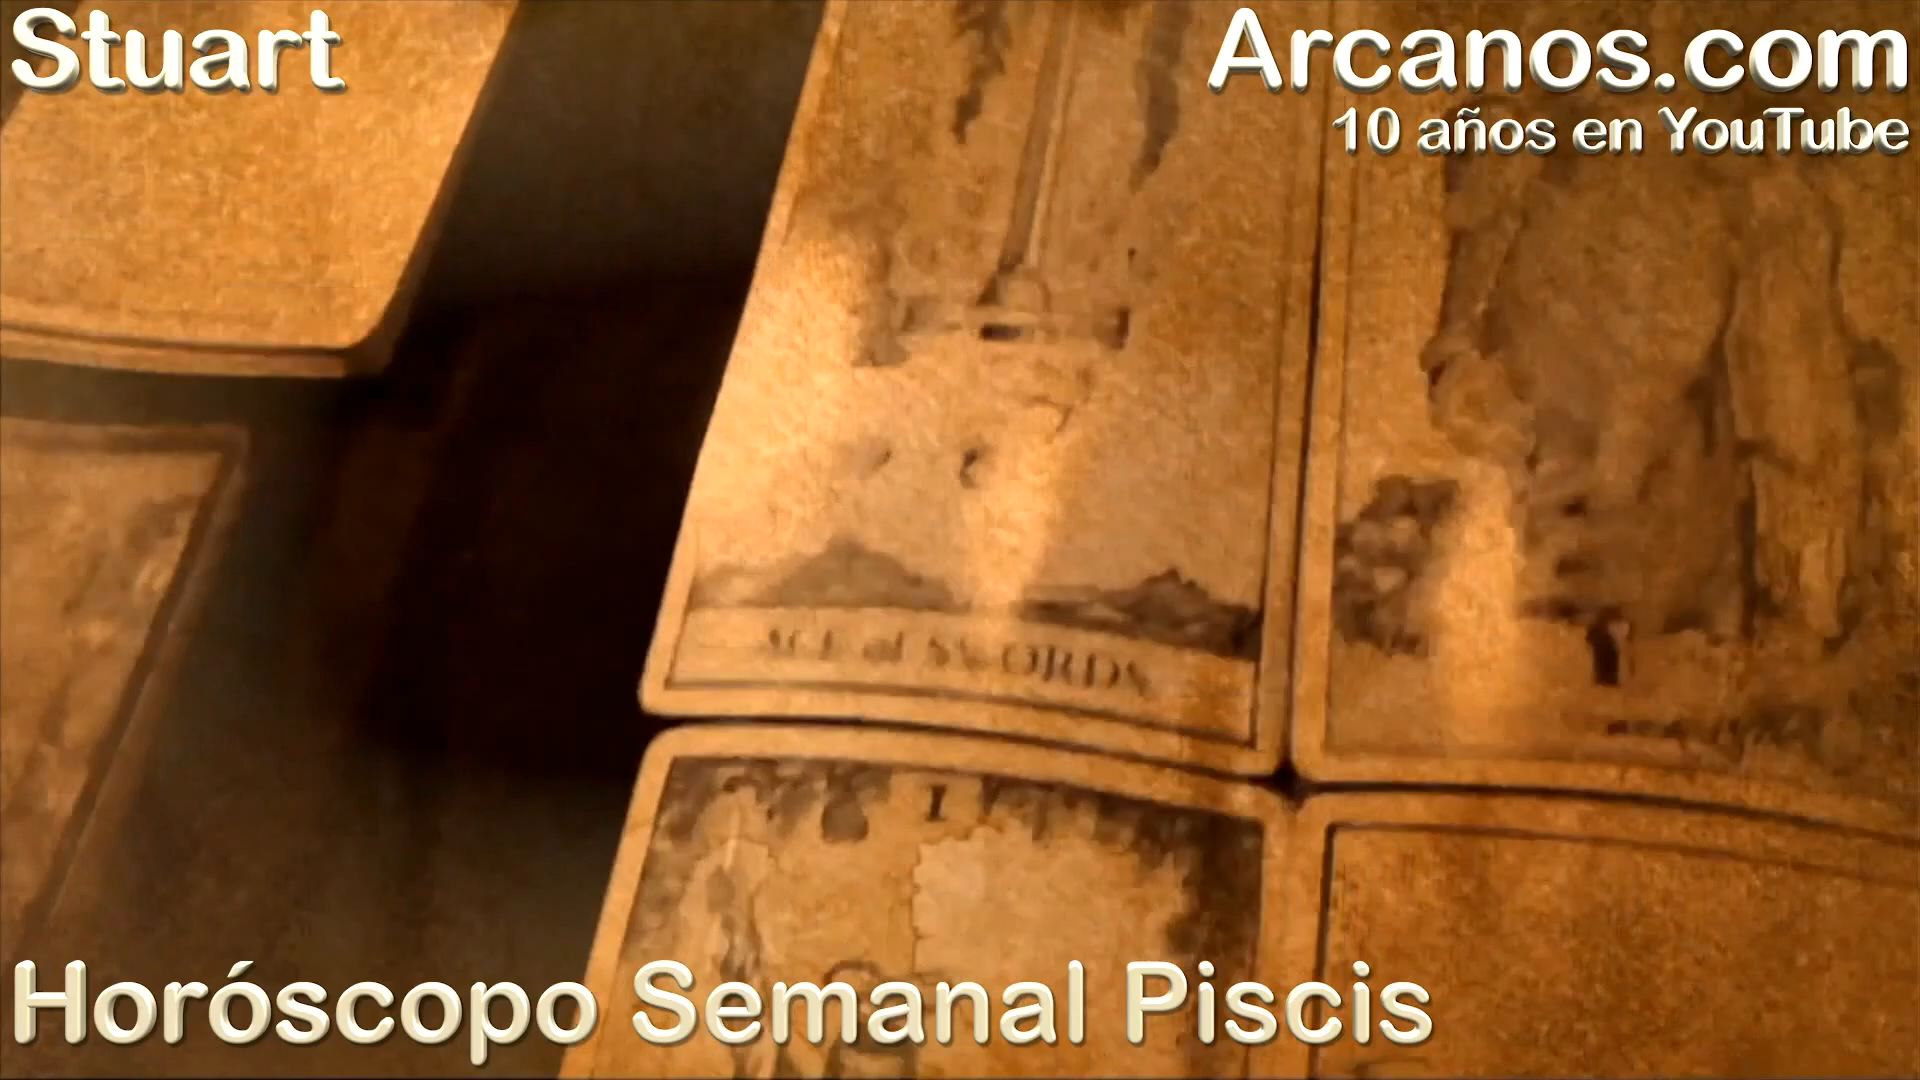 Stuart
Arcanos.com
10 años en YouTube
ACE of SWORDS
I
Horóscopo Semanal Piscis